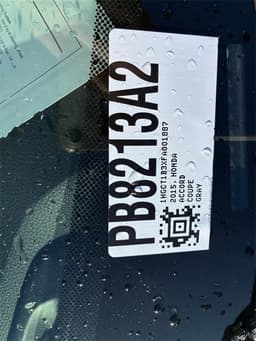 PB8213A2
1HGCT1B3XFA001887
2015, HONDA
ACCORD
COUPE
, GRAY